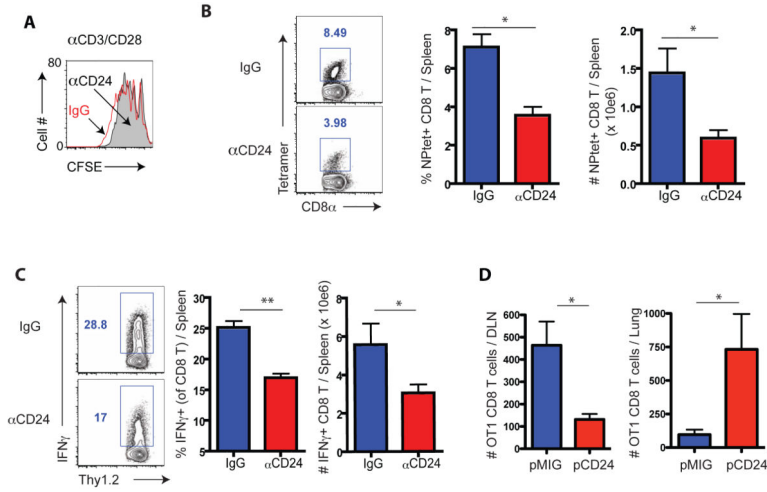 A
αCD3/CD28
80
αCD24
IgG
Cell #
0
CFSE
B
8.49
IgG
3.98
αCD24
Tetramer
CD8α
% NPtet+ CD8 T / Spleen
8
6
4
2
0
*
IgG αCD24
# NPtet+ CD8 T / Spleen
(x 10e6)
2.0
1.5
1.0
0.5
0.0
*
IgG αCD24
C
IgG
28.8
αCD24
17
IFNγ
Thy1.2
% IFNγ+ (of CD8 T) / Spleen
30
25
20
15
10
5
**
IgG αCD24
# IFNγ+ CD8 T / Spleen (x 10e6)
8
6
4
2
0
*
IgG αCD24
D
# OT1 CD8 T cells / DLN
600
500
400
300
200
100
0
*
pMIG pCD24
# OT1 CD8 T cells / Lung
1000
750
500
250
0
*
pMIG pCD24